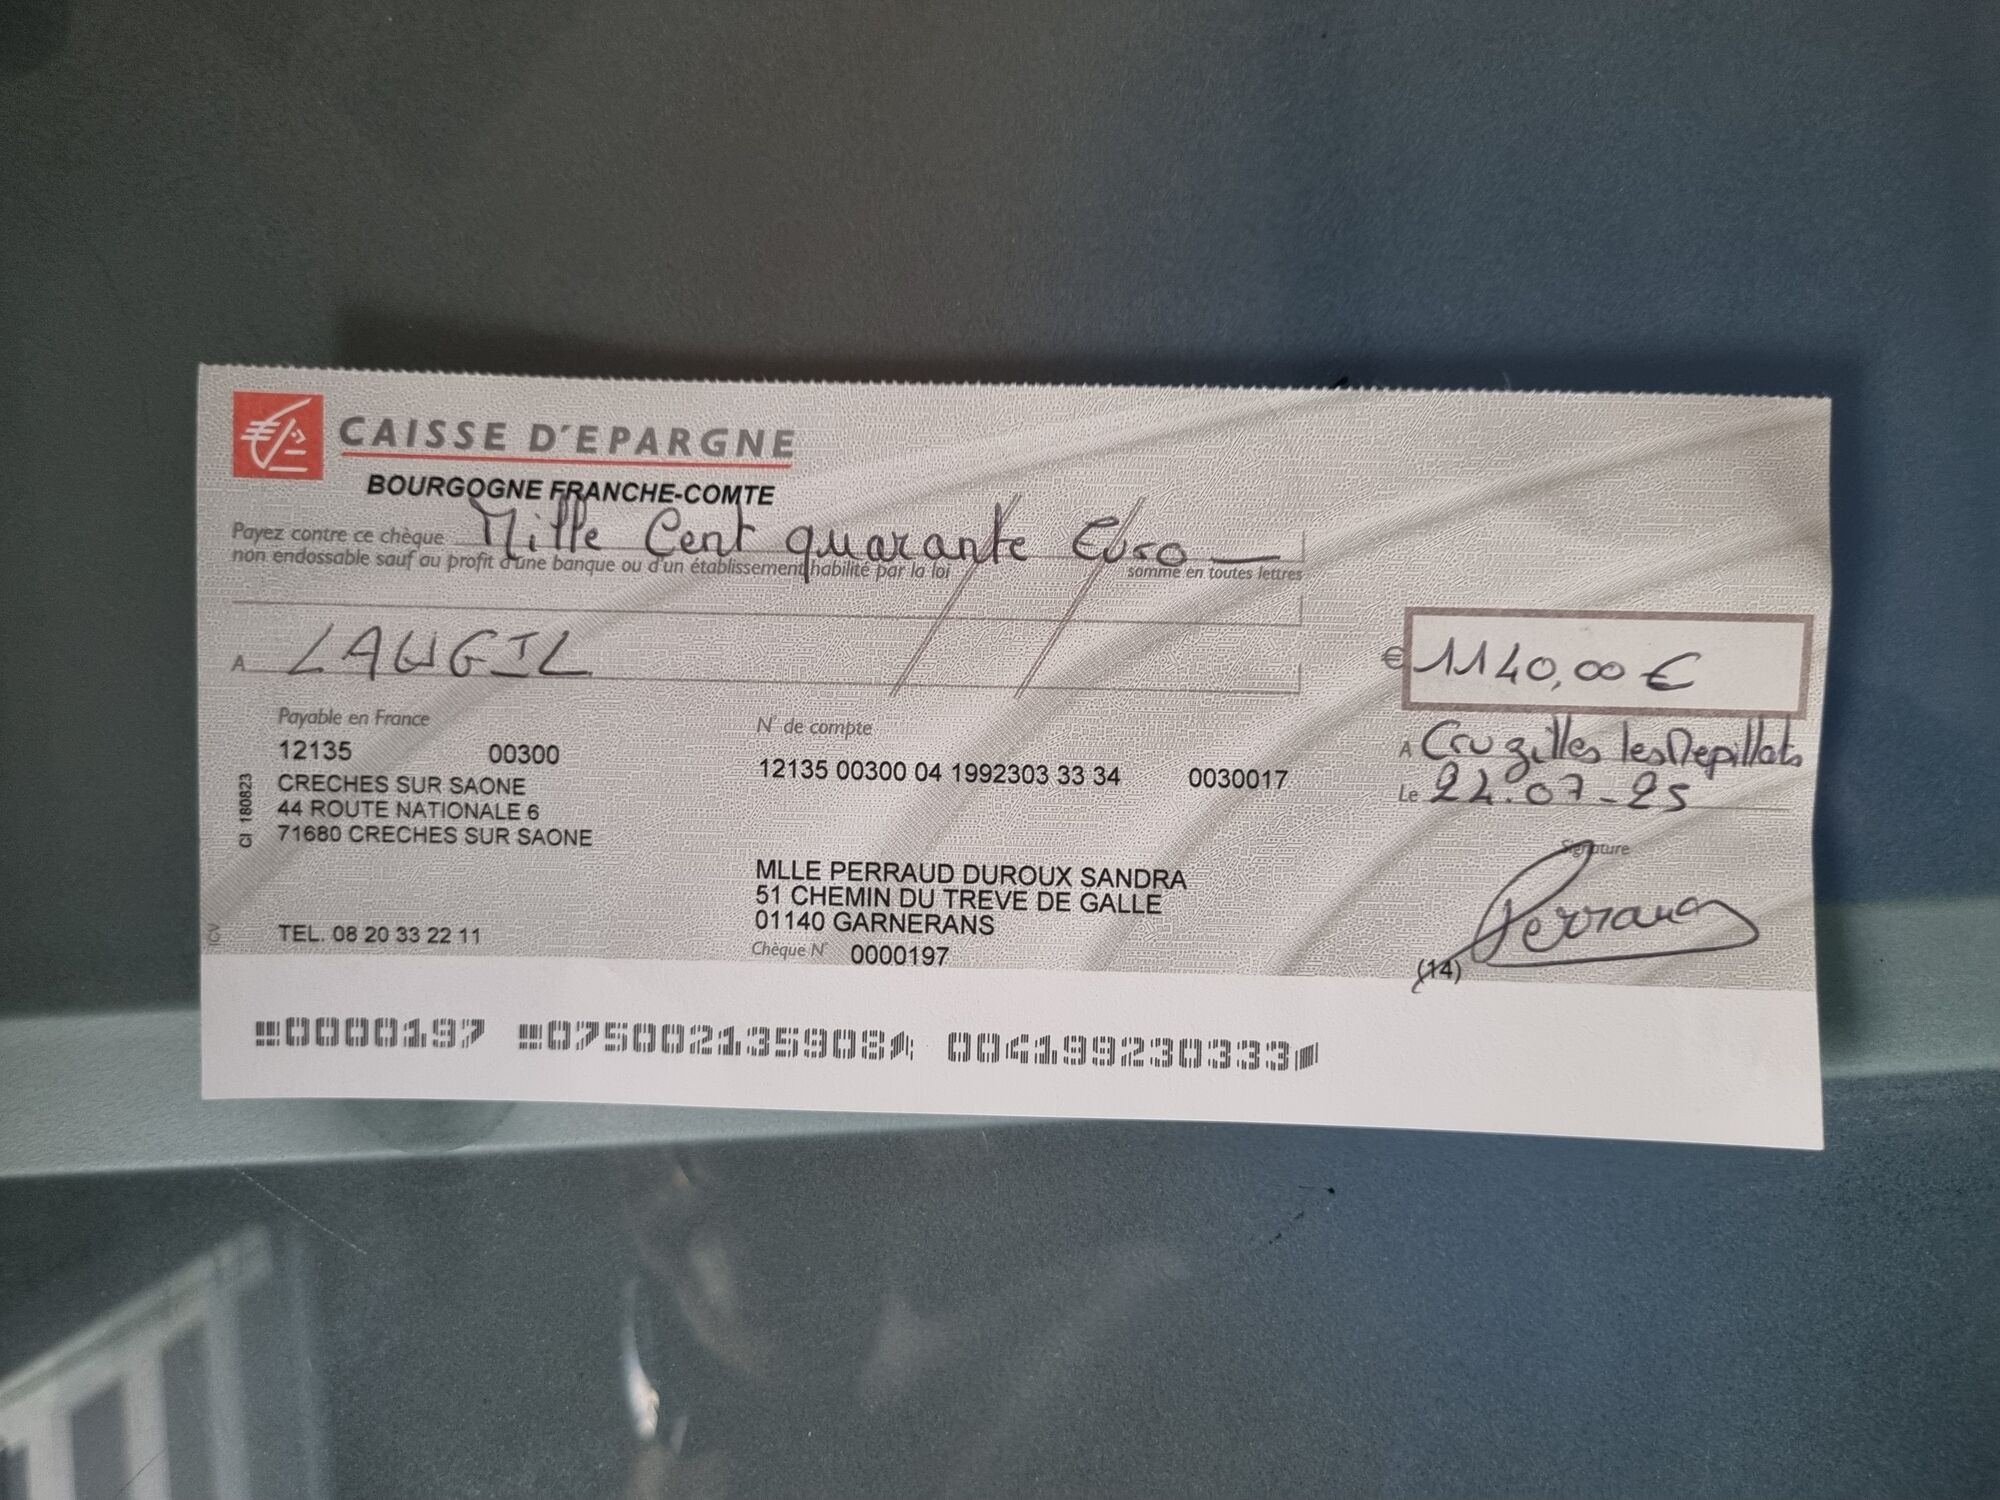 CAISSE D'EPARGNE
BOURGOGNE FRANCHE-COMTE
Payez contre ce chèque Mille Cent quarante Euro
non endossable sauf au profit d'une banque ou d'un établissement habilité par la loi
somme en toutes lettres
A LAUGIL
€ 1140,00 €
Payable en France
12135 00300
CRECHES SUR SAONE
44 ROUTE NATIONALE 6
71680 CRECHES SUR SAONE
TEL. 08 20 33 22 11
CI 180823
N° de compte
12135 00300 04 1992303 33 34 0030017
MLLE PERRAUD DUROUX SANDRA
51 CHEMIN DU TREVE DE GALLE
01140 GARNERANS
Chèque N° 0000197
A Cruzilles les Mepillats
Le 22.07-25
Signature
Perraud
(14)
0000197 075002135908 004199230333